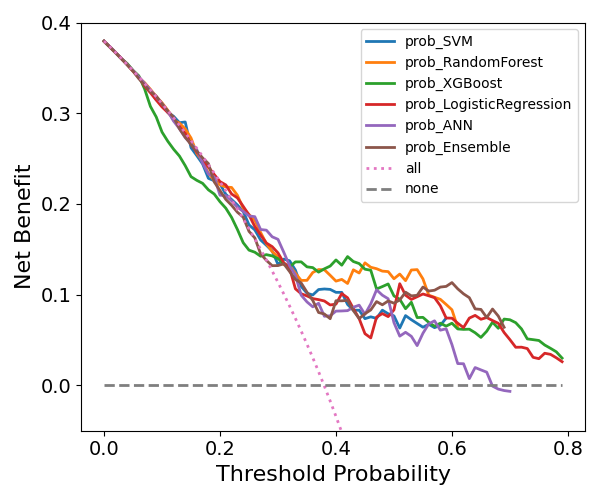 0.4
0.3
0.2
0.1
0.0
Net Benefit
prob_SVM
prob_RandomForest
prob_XGBoost
prob_LogisticRegression
prob_ANN
prob_Ensemble
all
none
0.0 0.2 0.4 0.6 0.8
Threshold Probability